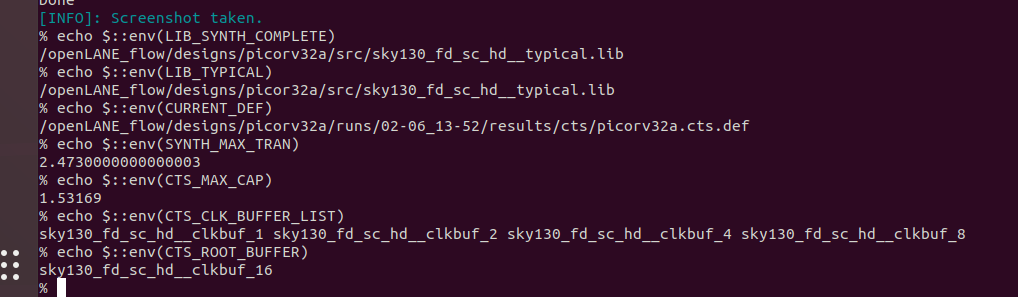 Done
[INFO]: Screenshot taken.
% echo $::env(LIB_SYNTH_COMPLETE)
/openLANE_flow/designs/picorv32a/src/sky130_fd_sc_hd__typical.lib
% echo $::env(LIB_TYPICAL)
/openLANE_flow/designs/picor32a/src/sky130_fd_sc_hd__typical.lib
% echo $::env(CURRENT_DEF)
/openLANE_flow/designs/picorv32a/runs/02-06_13-52/results/cts/picorv32a.cts.def
% echo $::env(SYNTH_MAX_TRAN)
2.4730000000000003
% echo $::env(CTS_MAX_CAP)
1.53169
% echo $::env(CTS_CLK_BUFFER_LIST)
sky130_fd_sc_hd__clkbuf_1 sky130_fd_sc_hd__clkbuf_2 sky130_fd_sc_hd__clkbuf_4 sky130_fd_sc_hd__clkbuf_8
% echo $::env(CTS_ROOT_BUFFER)
sky130_fd_sc_hd__clkbuf_16
%